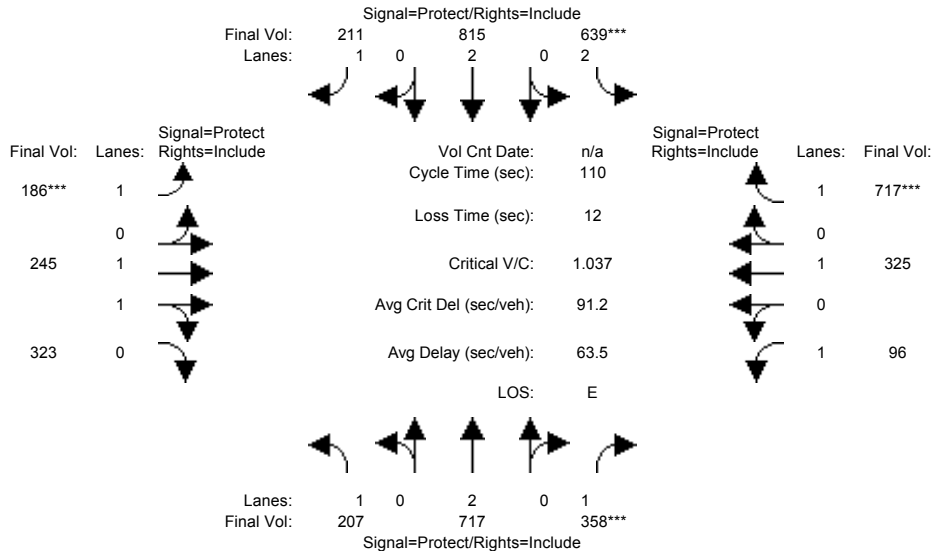 Signal=Protect/Rights=Include
Final Vol: 211 815 639***
Lanes: 1 0 2 0 2
Signal=Protect
Final Vol: Lanes: Rights=Include
Vol Cnt Date: n/a
Signal=Protect
Rights=Include Lanes: Final Vol:
Cycle Time (sec): 110
186*** 1
1 717***
Loss Time (sec): 12
0
0
245 1
Critical V/C: 1.037
1 325
1
Avg Crit Del (sec/veh): 91.2
0
323 0
Avg Delay (sec/veh): 63.5
1 96
LOS: E
Lanes: 1 0 2 0 1
Final Vol: 207 717 358***
Signal=Protect/Rights=Include